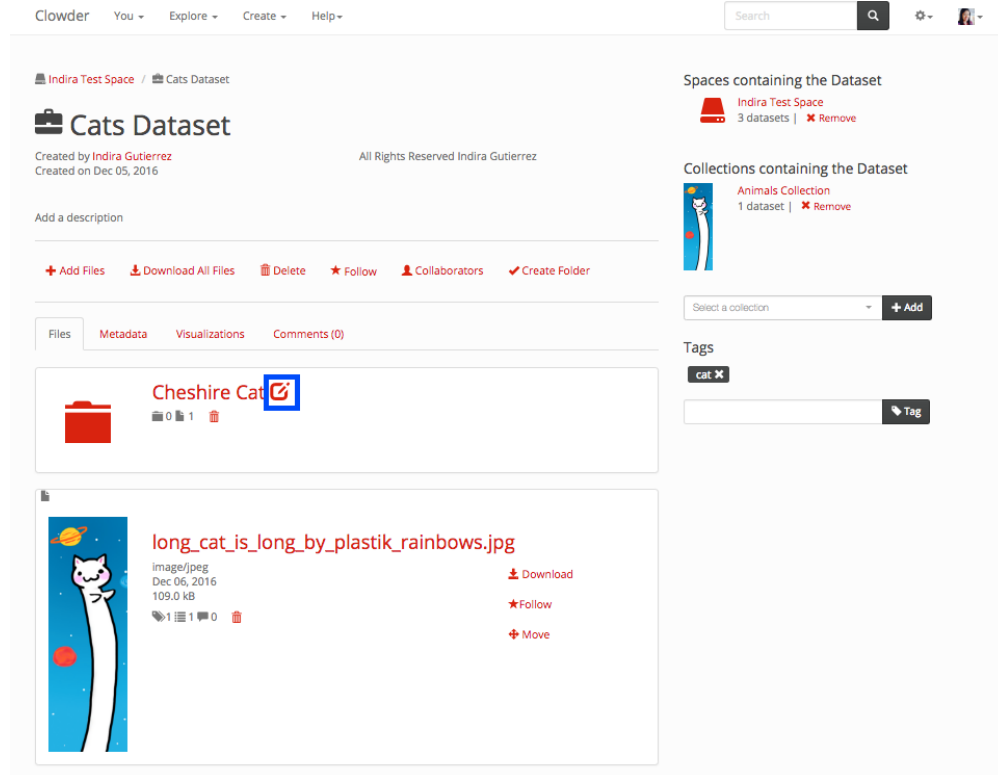 Clowder You Explore Create Help Search
Indira Test Space / Cats Dataset
Cats Dataset
Created by Indira Gutierrez
Created on Dec 05, 2016
All Rights Reserved Indira Gutierrez
Add a description
Add Files Download All Files Delete Follow Collaborators Create Folder
Files Metadata Visualizations Comments (0)
Cheshire Cat
0 1
long_cat_is_long_by_plastik_rainbows.jpg
image/jpeg
Dec 06, 2016
109.0 kB
1 1 0
Download
Follow
Move
Spaces containing the Dataset
Indira Test Space
3 datasets | Remove
Collections containing the Dataset
Animals Collection
1 dataset | Remove
Select a collection Add
Tags
cat
Tag